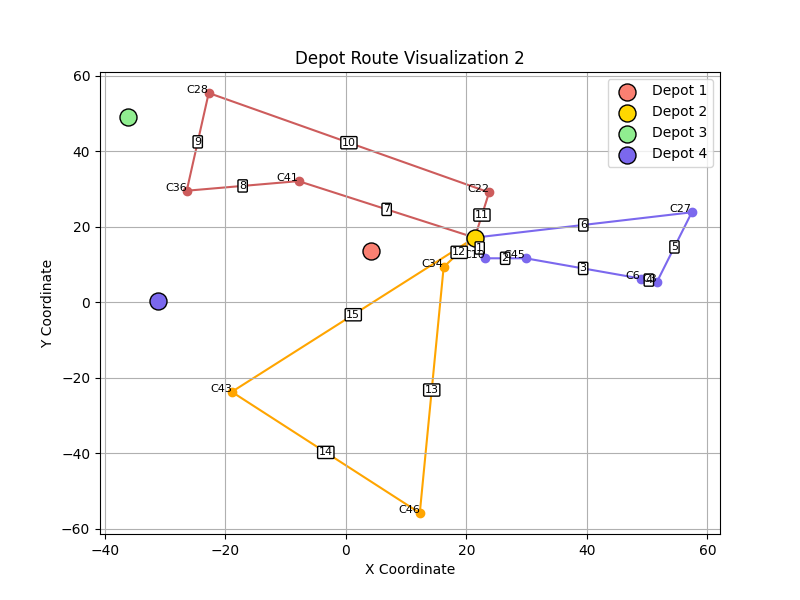 Depot Route Visualization 2
Depot 1
Depot 2
Depot 3
Depot 4
Y Coordinate
60
40
20
0
−20
−40
−60
−40
−20
0
20
40
60
X Coordinate
C28
9
10
C36
8
C41
7
C22
11
C27
6
1
12
C45
2
5
C34
3
C6
15
C43
13
14
C46